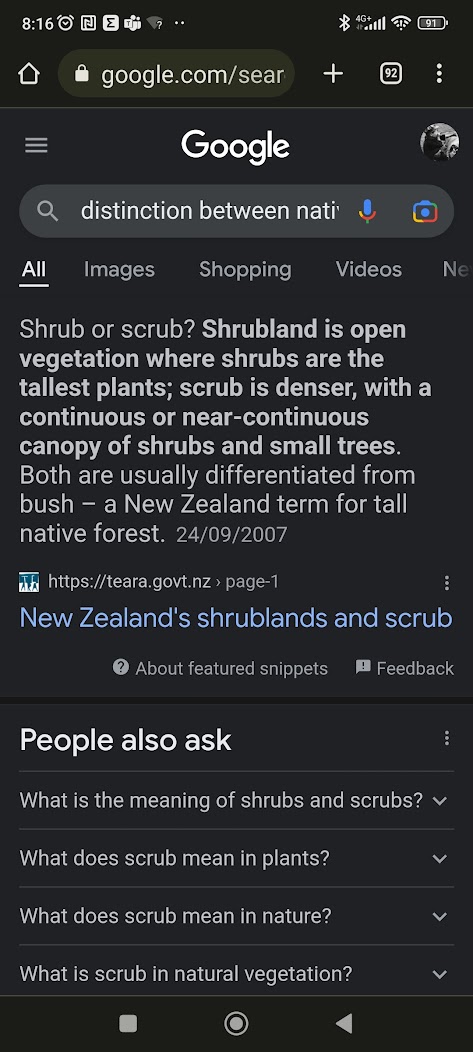 8:16
4G+
91
google.com/sear
92
Google
distinction between nati
All Images Shopping Videos Ne
Shrub or scrub? Shrubland is open
vegetation where shrubs are the
tallest plants; scrub is denser, with a
continuous or near-continuous
canopy of shrubs and small trees.
Both are usually differentiated from
bush – a New Zealand term for tall
native forest. 24/09/2007
https://teara.govt.nz › page-1
New Zealand's shrublands and scrub
About featured snippets Feedback
People also ask
What is the meaning of shrubs and scrubs?
What does scrub mean in plants?
What does scrub mean in nature?
What is scrub in natural vegetation?